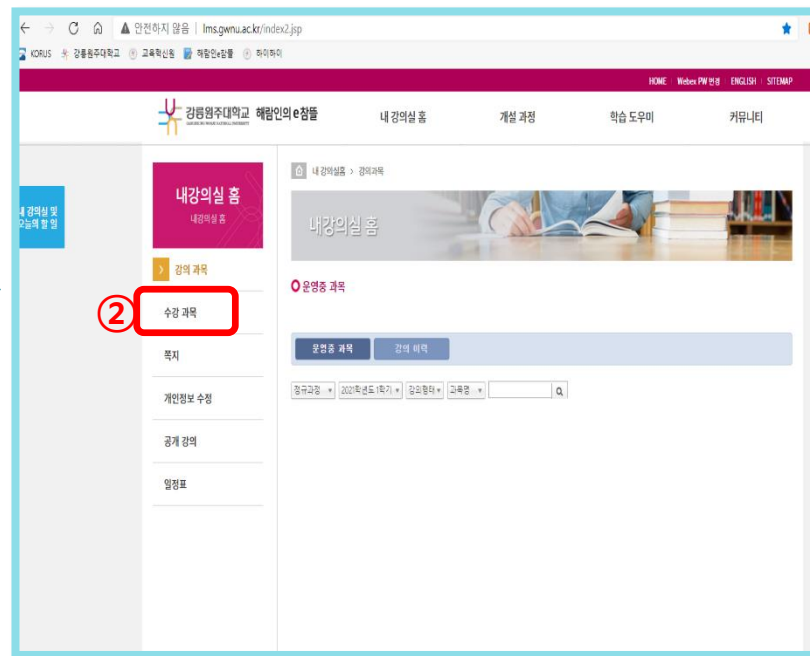 안전하지 않음 | lms.gwnu.ac.kr/index2.jsp
KORUS 강릉원주대학교 교육혁신원 해람인e참뜰 하이하이
HOME | Webex PW 변경 | ENGLISH | SITEMAP
강릉원주대학교 해람인의 e참뜰 내 강의실 홈 개설 과정 학습 도우미 커뮤니티
내 강의실 및
오늘의 할 일
내강의실 홈
내강의실 홈
강의 과목
② 수강 과목
쪽지
개인정보 수정
공개 강의
일정표
내 강의실홈 > 강의과목
내강의실 홈
운영중 과목
운영중 과목 강의 이력
정규과정 2021학년도 1학기 강의형태 과목명